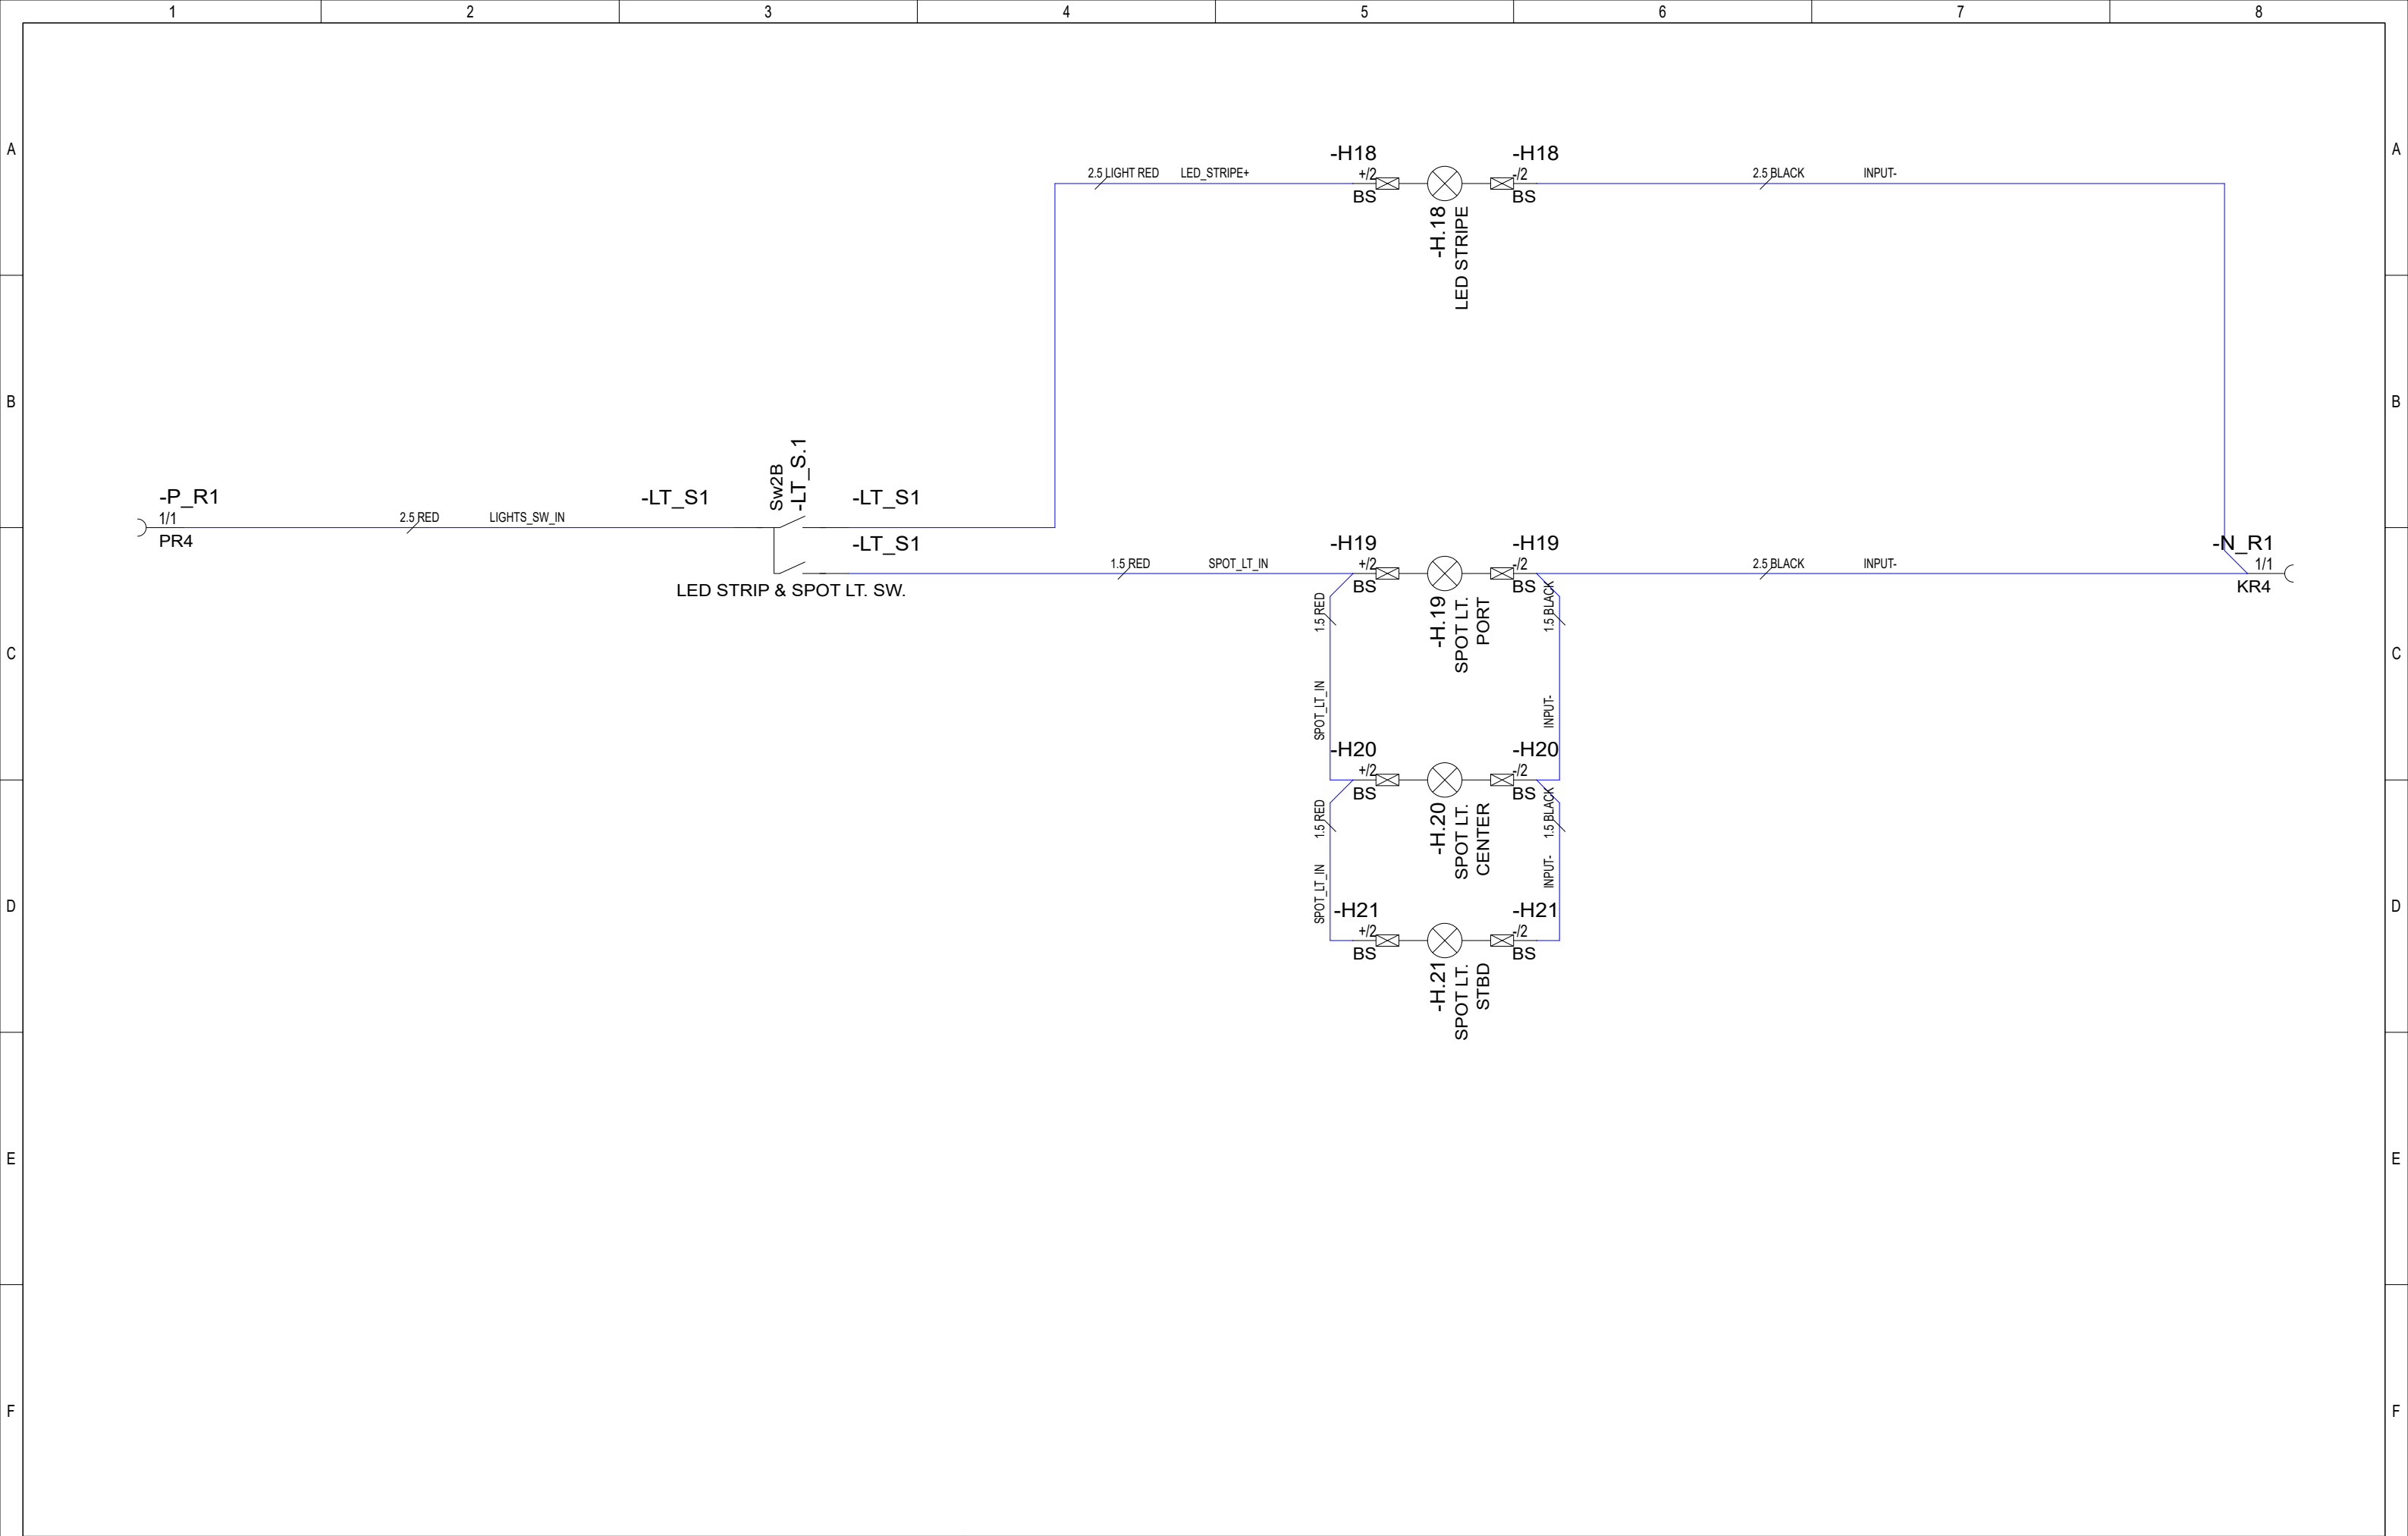 1 2 3 4 5 6 7 8
A A
-H18 -H18
2.5 LIGHT RED LED_STRIPE+ +/2 -/2 2.5 BLACK INPUT-
BS BS
-H.18
LED STRIPE
B B
Sw2B
-LT_S.1
-P_R1 -LT_S1 -LT_S1
1/1 2.5 RED LIGHTS_SW_IN
PR4
-LT_S1 -H19 -H19 -N_R1
1.5 RED SPOT_LT_IN +/2 -/2 2.5 BLACK INPUT- 1/1
LED STRIP & SPOT LT. SW. BS BS KR4
1.5 RED
-H.19
SPOT LT.
PORT
1.5 BLACK
C C
SPOT_LT_IN
INPUT-
-H20 -H20
+/2 -/2
BS BS
1.5 RED
-H.20
SPOT LT.
CENTER
1.5 BLACK
SPOT_LT_IN
INPUT-
D D
-H21 -H21
+/2 -/2
BS BS
-H.21
SPOT LT.
STBD
E E
F F